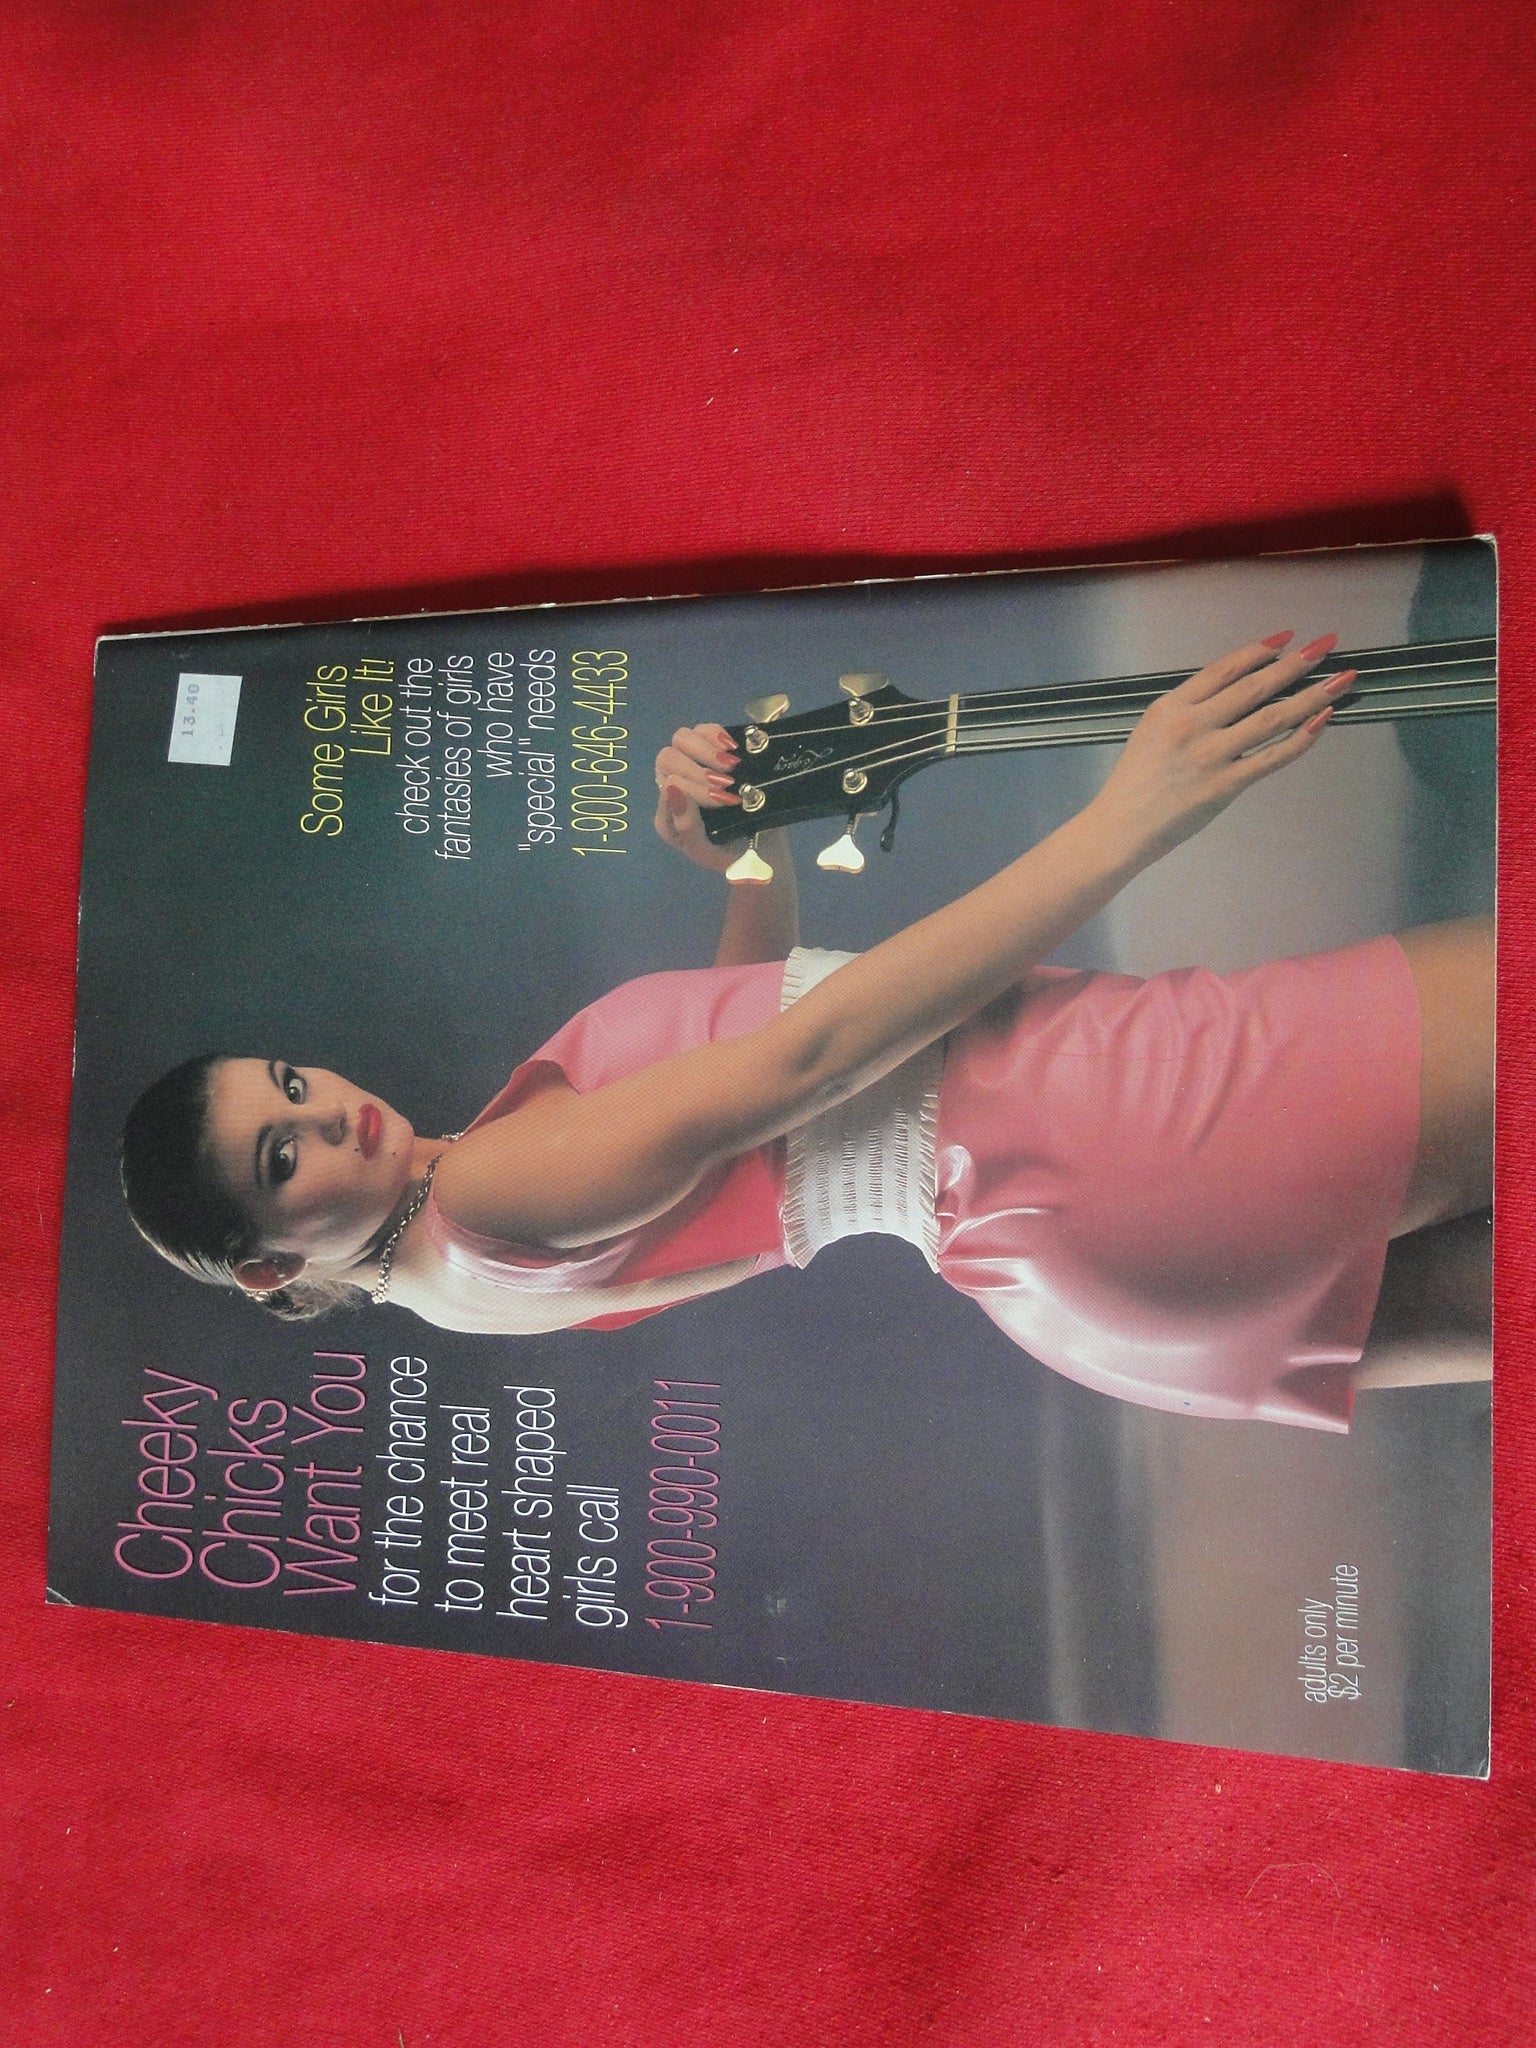 Cheeky
Chicks
Want You
for the chance
to meet real
heart shaped
girls call
1-900-990-0011
13.40
Some Girls
Like It!
check out the
fantasies of girls
who have
"special" needs
1-900-646-4433
Legacy
adults only
$2 per minute